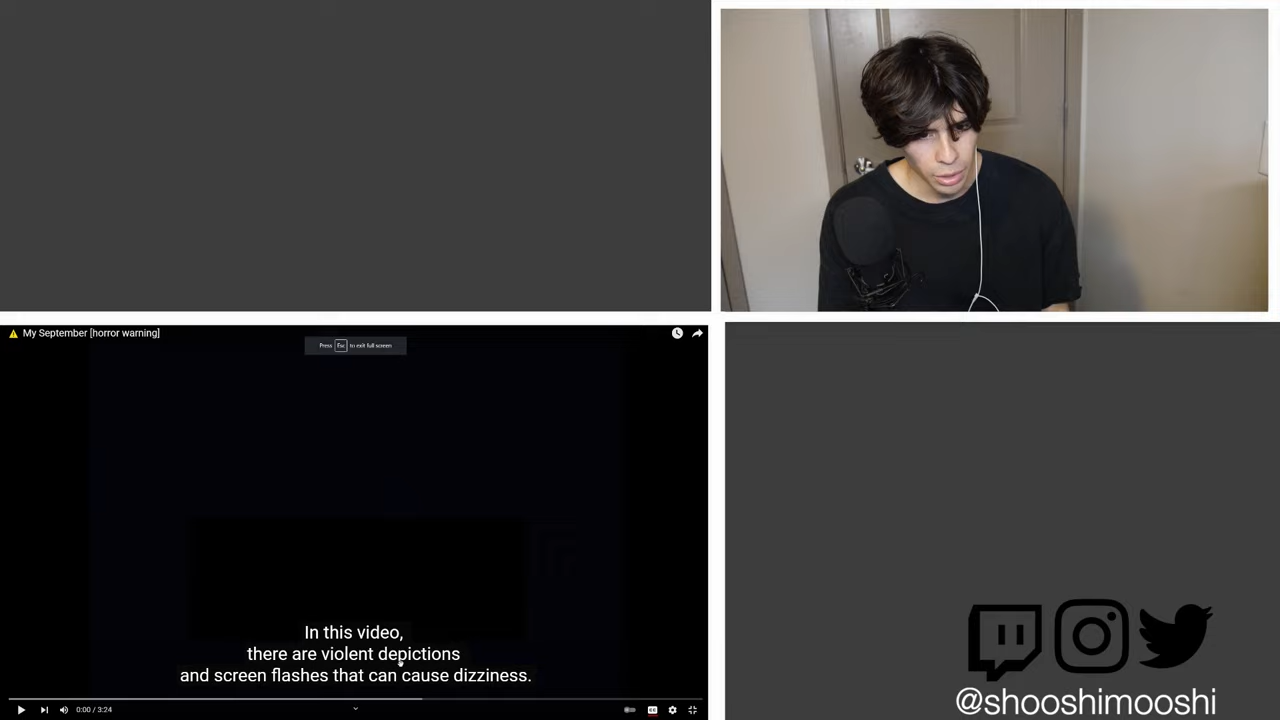 ⚠ My September [horror warning]
Press Esc to exit full screen
In this video,
there are violent depictions
and screen flashes that can cause dizziness.
0:00 / 3:24
CC
@shooshimooshi